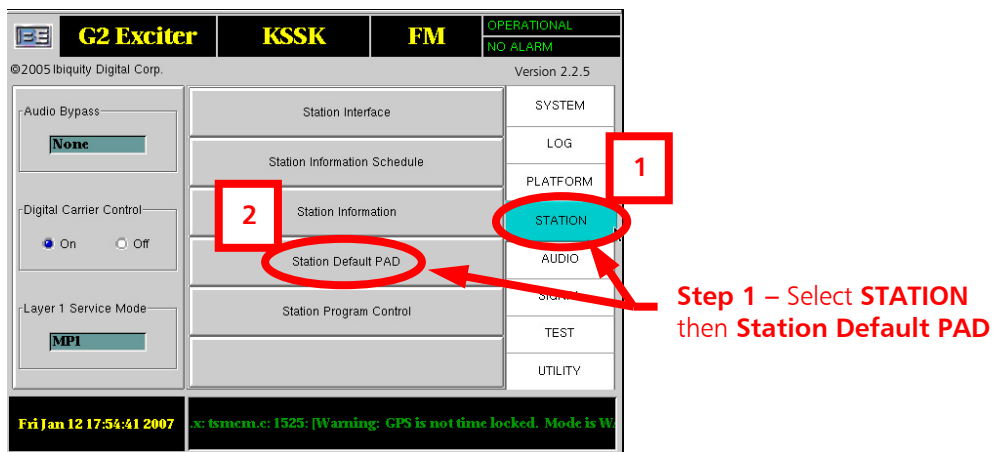 G2 Exciter KSSK FM OPERATIONAL
NO ALARM
©2005 Ibiquity Digital Corp. Version 2.2.5
Audio Bypass
None
Digital Carrier Control
On Off
Layer 1 Service Mode
MP1
Station Interface
Station Information Schedule
Station Information
Station Default PAD
Station Program Control
SYSTEM
LOG
PLATFORM
STATION
AUDIO
TEST
UTILITY
1
2
Step 1 – Select STATION
then Station Default PAD
Fri Jan 12 17:54:41 2007 .x: tsmem.c: 1525: [Warning: GPS is not time locked. Mode is